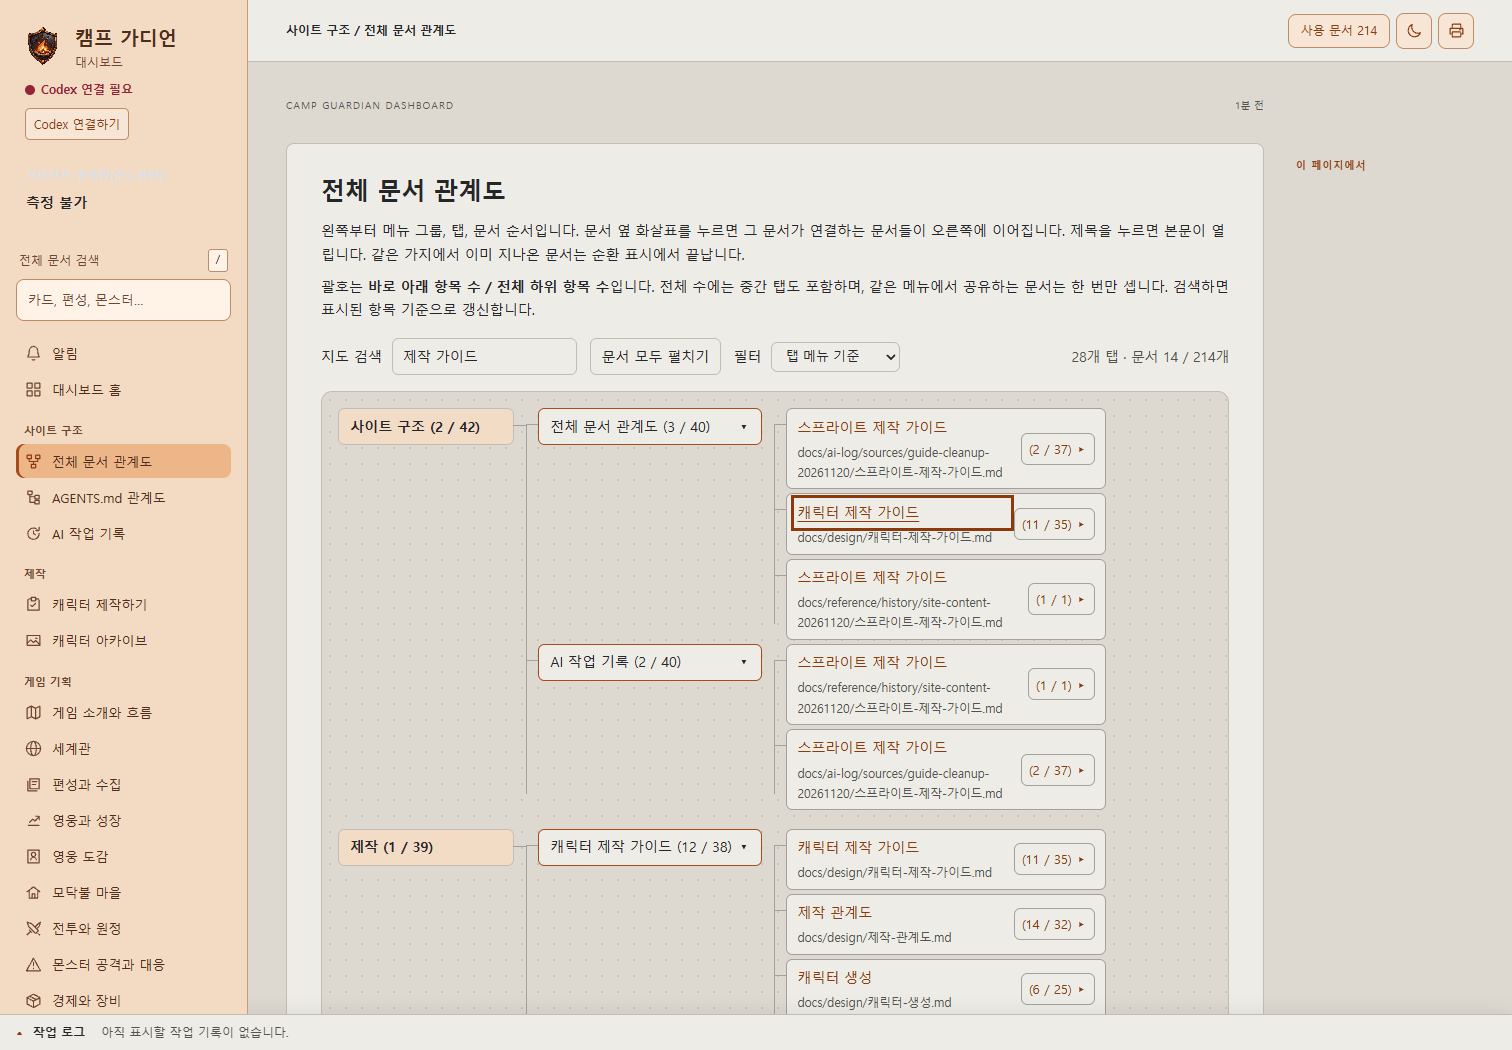 캠프 가디언
대시보드
Codex 연결 필요
Codex 연결하기
측정 불가
전체 문서 검색
/
카드, 편성, 몬스터...
알림
대시보드 홈
사이트 구조
전체 문서 관계도
AGENTS.md 관계도
AI 작업 기록
제작
캐릭터 제작하기
캐릭터 아카이브
게임 기획
게임 소개와 흐름
세계관
편성과 수집
영웅과 성장
영웅 도감
모닥불 마을
전투와 원정
몬스터 공격과 대응
경제와 장비
사이트 구조 / 전체 문서 관계도
사용 문서 214
CAMP GUARDIAN DASHBOARD
1분 전
이 페이지에서
전체 문서 관계도
왼쪽부터 메뉴 그룹, 탭, 문서 순서입니다. 문서 옆 화살표를 누르면 그 문서가 연결하는 문서들이 오른쪽에 이어집니다. 제목을 누르면 본문이 열
립니다. 같은 가지에서 이미 지나온 문서는 순환 표시에서 끝납니다.
괄호는 바로 아래 항목 수 / 전체 하위 항목 수입니다. 전체 수에는 중간 탭도 포함하며, 같은 메뉴에서 공유하는 문서는 한 번만 셉니다. 검색하면
표시된 항목 기준으로 갱신합니다.
지도 검색
제작 가이드
문서 모두 펼치기
필터
탭 메뉴 기준
28개 탭 · 문서 14 / 214개
사이트 구조 (2 / 42)
전체 문서 관계도 (3 / 40)
스프라이트 제작 가이드
docs/ai-log/sources/guide-cleanup-
20261120/스프라이트-제작-가이드.md
(2 / 37)
캐릭터 제작 가이드
docs/design/캐릭터-제작-가이드.md
(11 / 35)
스프라이트 제작 가이드
docs/reference/history/site-content-
20261120/스프라이트-제작-가이드.md
(1 / 1)
AI 작업 기록 (2 / 40)
스프라이트 제작 가이드
docs/reference/history/site-content-
20261120/스프라이트-제작-가이드.md
(1 / 1)
스프라이트 제작 가이드
docs/ai-log/sources/guide-cleanup-
20261120/스프라이트-제작-가이드.md
(2 / 37)
제작 (1 / 39)
캐릭터 제작 가이드 (12 / 38)
캐릭터 제작 가이드
docs/design/캐릭터-제작-가이드.md
(11 / 35)
제작 관계도
docs/design/제작-관계도.md
(14 / 32)
캐릭터 생성
docs/design/캐릭터-생성.md
(6 / 25)
작업 로그
아직 표시할 작업 기록이 없습니다.